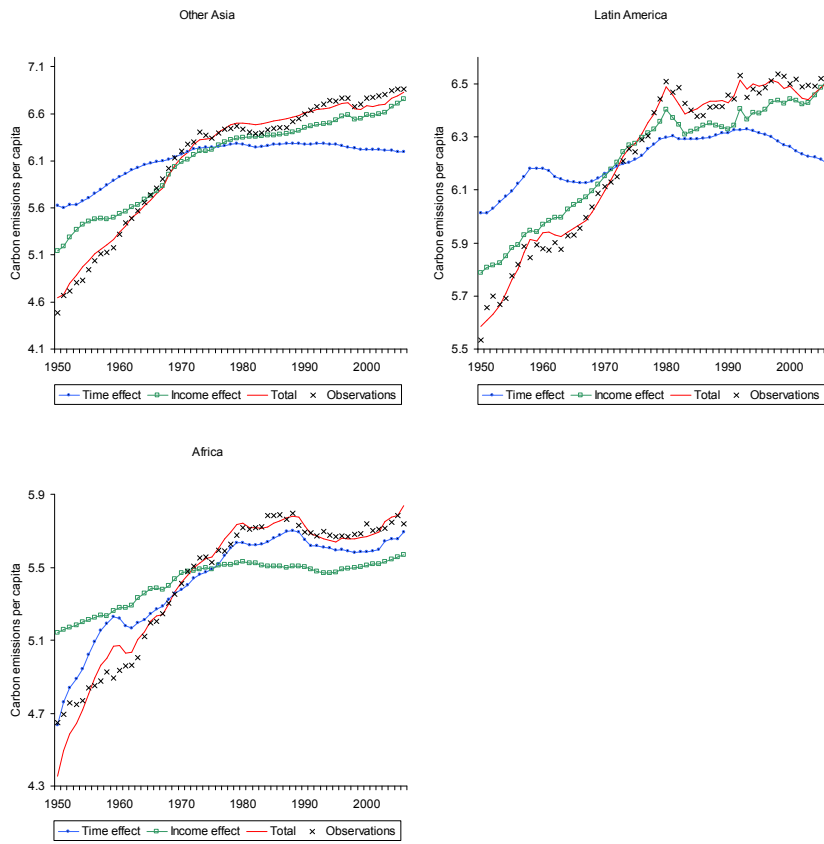 Other Asia
Carbon emissions per capita
7.1
6.6
6.1
5.6
5.1
4.6
4.1
1950 1960 1970 1980 1990 2000
Time effect Income effect Total Observations
Latin America
Carbon emissions per capita
6.5
6.3
6.1
5.9
5.7
5.5
1950 1960 1970 1980 1990 2000
Time effect Income effect Total Observations
Africa
Carbon emissions per capita
5.9
5.5
5.1
4.7
4.3
1950 1960 1970 1980 1990 2000
Time effect Income effect Total Observations